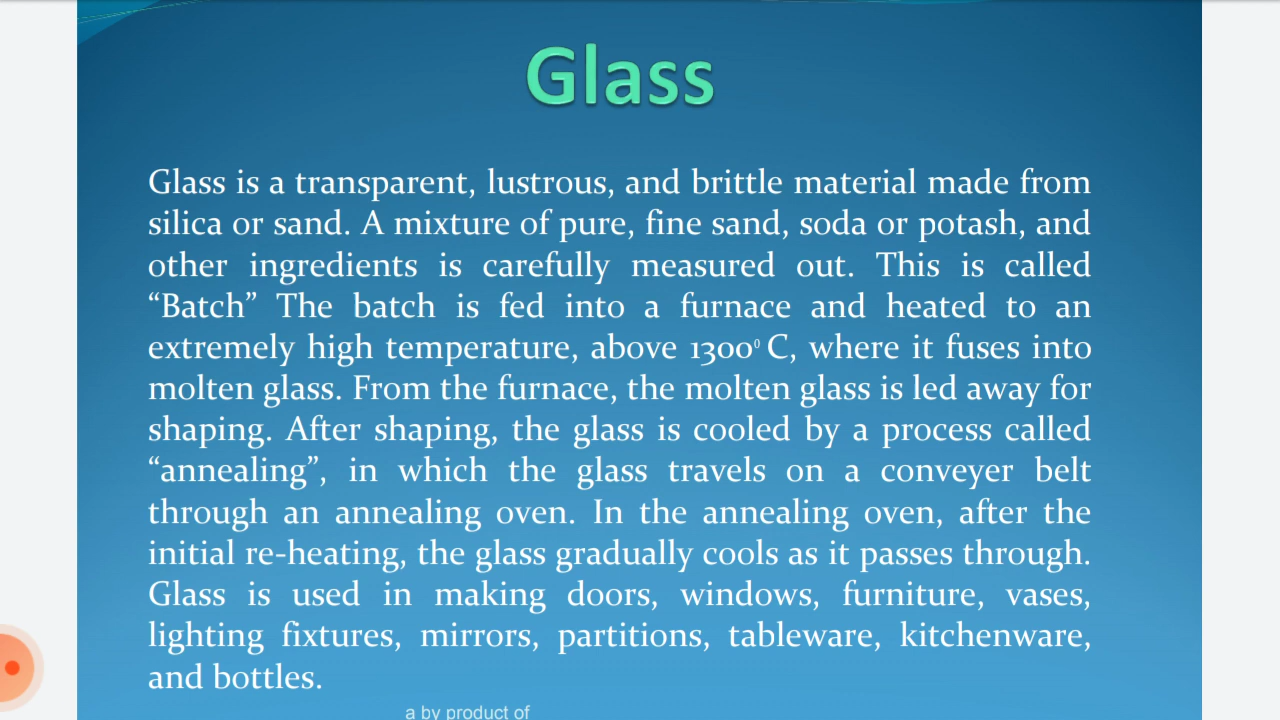 Glass
Glass is a transparent, lustrous, and brittle material made from
silica or sand. A mixture of pure, fine sand, soda or potash, and
other ingredients is carefully measured out. This is called
“Batch” The batch is fed into a furnace and heated to an
extremely high temperature, above 1300⁰ C, where it fuses into
molten glass. From the furnace, the molten glass is led away for
shaping. After shaping, the glass is cooled by a process called
“annealing”, in which the glass travels on a conveyer belt
through an annealing oven. In the annealing oven, after the
initial re-heating, the glass gradually cools as it passes through.
Glass is used in making doors, windows, furniture, vases,
lighting fixtures, mirrors, partitions, tableware, kitchenware,
and bottles.
a by product of